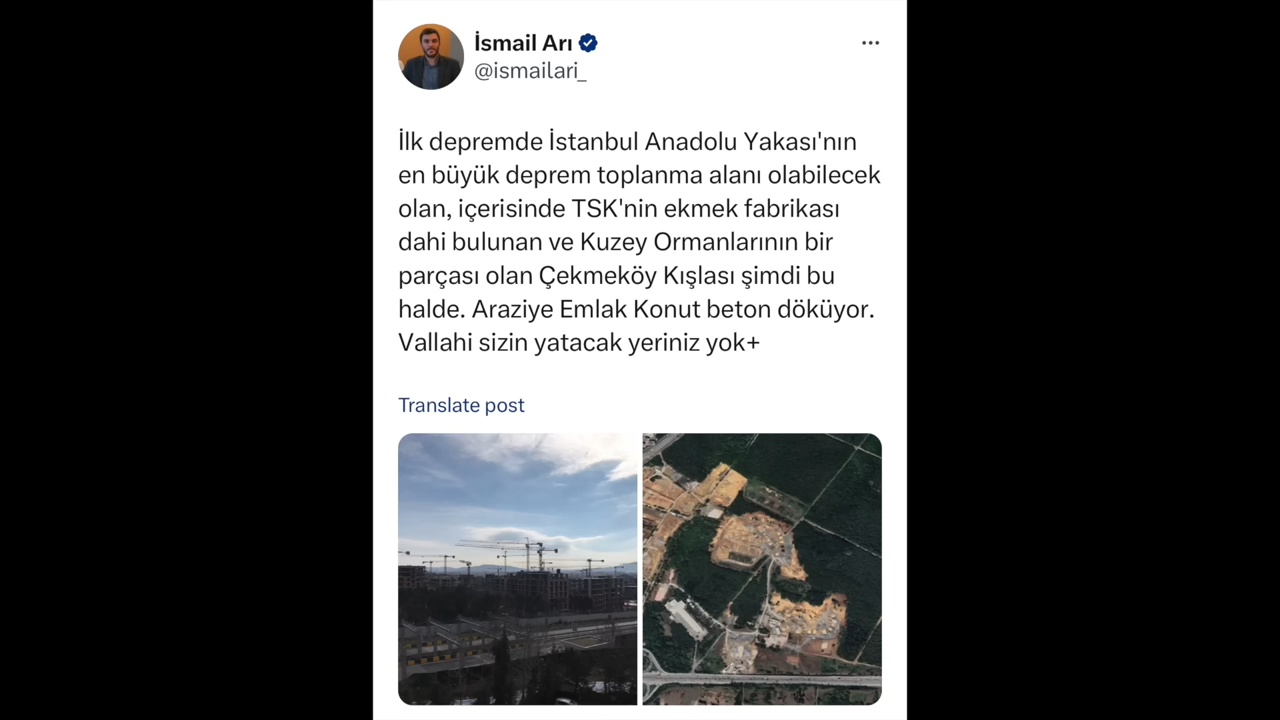 İsmail Arı
@ismailari_
İlk depremde İstanbul Anadolu Yakası'nın
en büyük deprem toplanma alanı olabilecek
olan, içerisinde TSK'nin ekmek fabrikası
dahi bulunan ve Kuzey Ormanlarının bir
parçası olan Çekmeköy Kışlası şimdi bu
halde. Araziye Emlak Konut beton döküyor.
Vallahi sizin yatacak yeriniz yok+
Translate post